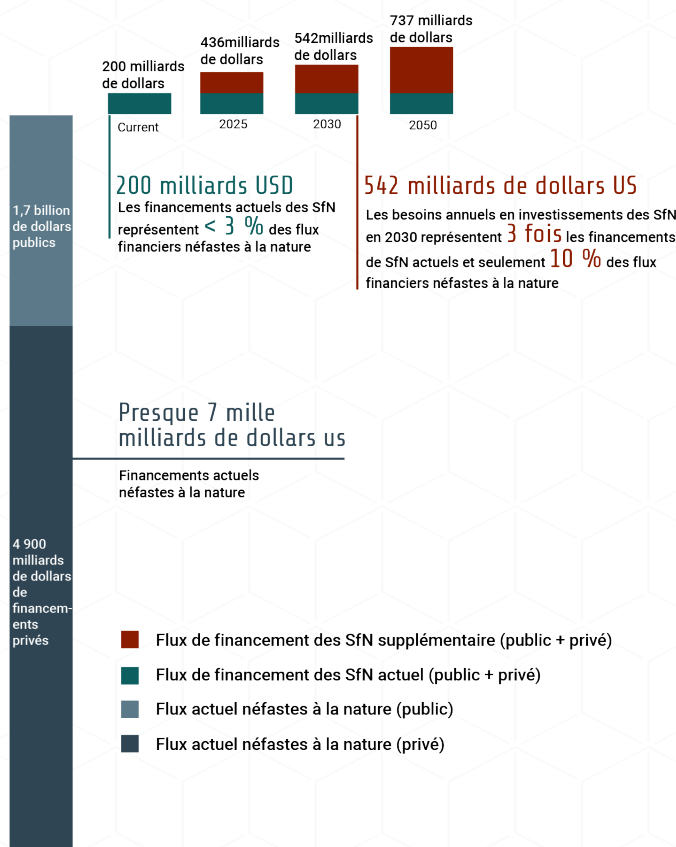 200 milliards
de dollars
436milliards
de dollars
542milliards
de dollars
737 milliards
de dollars
Current
2025
2030
2050
1,7 billion
de dollars
publics
200 milliards USD
Les financements actuels des SfN
représentent < 3 % des flux
financiers néfastes à la nature
542 milliards de dollars US
Les besoins annuels en investissements des SfN
en 2030 représentent 3 fois les financements
de SfN actuels et seulement 10 % des flux
financiers néfastes à la nature
Presque 7 mille
milliards de dollars us
Financements actuels
néfastes à la nature
4 900
milliards
de dollars
de
financem-
ents
privés
Flux de financement des SfN supplémentaire (public + privé)
Flux de financement des SfN actuel (public + privé)
Flux actuel néfastes à la nature (public)
Flux actuel néfastes à la nature (privé)